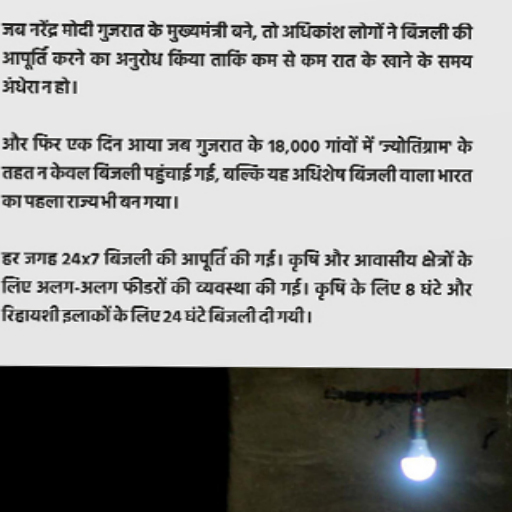 जब नरेंद्र मोदी गुजरात के मुख्यमंत्री बने, तो अधिकांश लोगों ने बिजली की
आपूर्ति करने का अनुरोध किया ताकि कम से कम रात के खाने के समय
अंधेरा न हो।
और फिर एक दिन आया जब गुजरात के 18,000 गांवों में 'ज्योतिग्राम' के
तहत न केवल बिजली पहुंचाई गई, बल्कि यह अधिशेष बिजली वाला भारत
का पहला राज्य भी बन गया।
हर जगह 24x7 बिजली की आपूर्ति की गई। कृषि और आवासीय क्षेत्रों के
लिए अलग-अलग फीडरों की व्यवस्था की गई। कृषि के लिए 8 घंटे और
रिहायशी इलाकों के लिए 24 घंटे बिजली दी गयी।